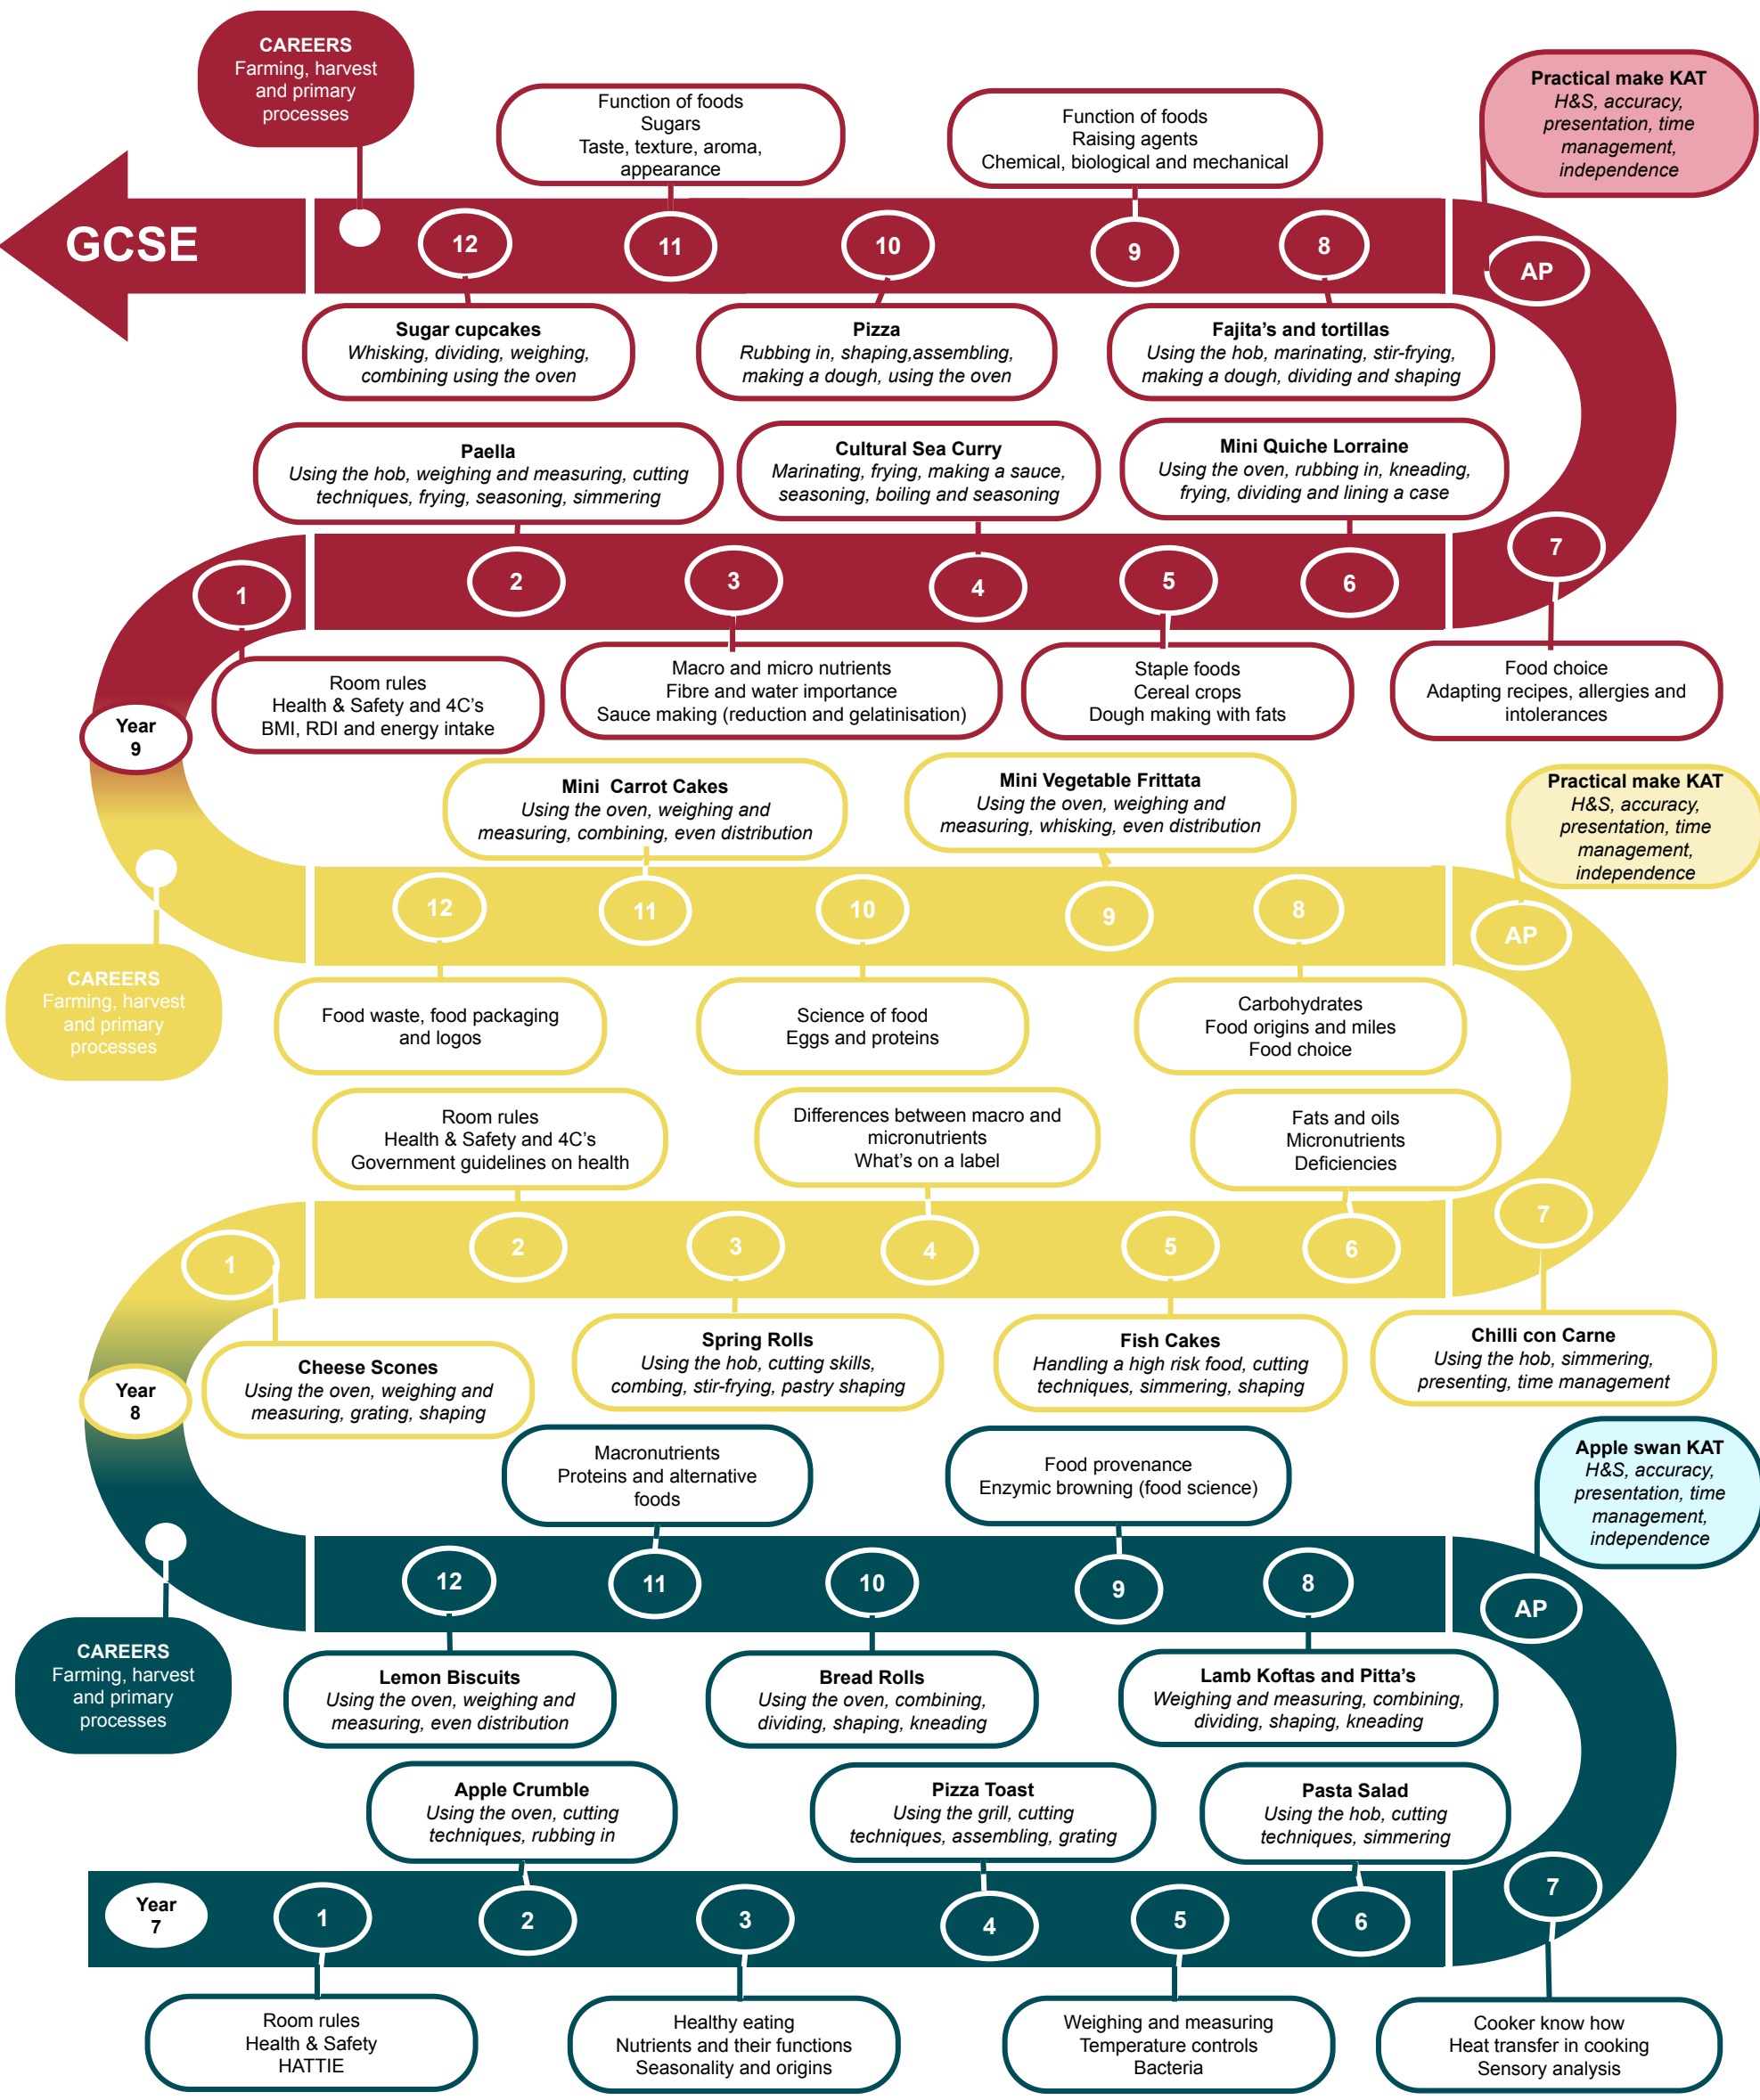 CAREERS
Farming, harvest
and primary
processes
Function of foods
Sugars
Taste, texture, aroma,
appearance
Function of foods
Raising agents
Chemical, biological and mechanical
Practical make KAT
H&S, accuracy,
presentation, time
management,
independence
GCSE
12
11
10
9
8
AP
Sugar cupcakes
Whisking, dividing, weighing,
combining using the oven
Pizza
Rubbing in, shaping,assembling,
making a dough, using the oven
Fajita's and tortillas
Using the hob, marinating, stir-frying,
making a dough, dividing and shaping
Paella
Using the hob, weighing and measuring, cutting
techniques, frying, seasoning, simmering
Cultural Sea Curry
Marinating, frying, making a sauce,
seasoning, boiling and seasoning
Mini Quiche Lorraine
Using the oven, rubbing in, kneading,
frying, dividing and lining a case
1
2
3
4
5
6
7
Room rules
Health & Safety and 4C's
BMI, RDI and energy intake
Macro and micro nutrients
Fibre and water importance
Sauce making (reduction and gelatinisation)
Staple foods
Cereal crops
Dough making with fats
Food choice
Adapting recipes, allergies and
intolerances
Year
9
Mini Carrot Cakes
Using the oven, weighing and
measuring, combining, even distribution
Mini Vegetable Frittata
Using the oven, weighing and
measuring, whisking, even distribution
Practical make KAT
H&S, accuracy,
presentation, time
management,
independence
12
11
10
9
8
AP
CAREERS
Farming, harvest
and primary
processes
Food waste, food packaging
and logos
Science of food
Eggs and proteins
Carbohydrates
Food origins and miles
Food choice
Room rules
Health & Safety and 4C's
Government guidelines on health
Differences between macro and
micronutrients
What's on a label
Fats and oils
Micronutrients
Deficiencies
1
2
3
4
5
6
7
Cheese Scones
Using the oven, weighing and
measuring, grating, shaping
Spring Rolls
Using the hob, cutting skills,
combing, stir-frying, pastry shaping
Fish Cakes
Handling a high risk food, cutting
techniques, simmering, shaping
Chilli con Carne
Using the hob, simmering,
presenting, time management
Year
8
Macronutrients
Proteins and alternative
foods
Food provenance
Enzymic browning (food science)
Apple swan KAT
H&S, accuracy,
presentation, time
management,
independence
12
11
10
9
8
AP
CAREERS
Farming, harvest
and primary
processes
Lemon Biscuits
Using the oven, weighing and
measuring, even distribution
Bread Rolls
Using the oven, combining,
dividing, shaping, kneading
Lamb Koftas and Pitta's
Weighing and measuring, combining,
dividing, shaping, kneading
Apple Crumble
Using the oven, cutting
techniques, rubbing in
Pizza Toast
Using the grill, cutting
techniques, assembling, grating
Pasta Salad
Using the hob, cutting
techniques, simmering
Year
7
1
2
3
4
5
6
7
Room rules
Health & Safety
HATTIE
Healthy eating
Nutrients and their functions
Seasonality and origins
Weighing and measuring
Temperature controls
Bacteria
Cooker know how
Heat transfer in cooking
Sensory analysis